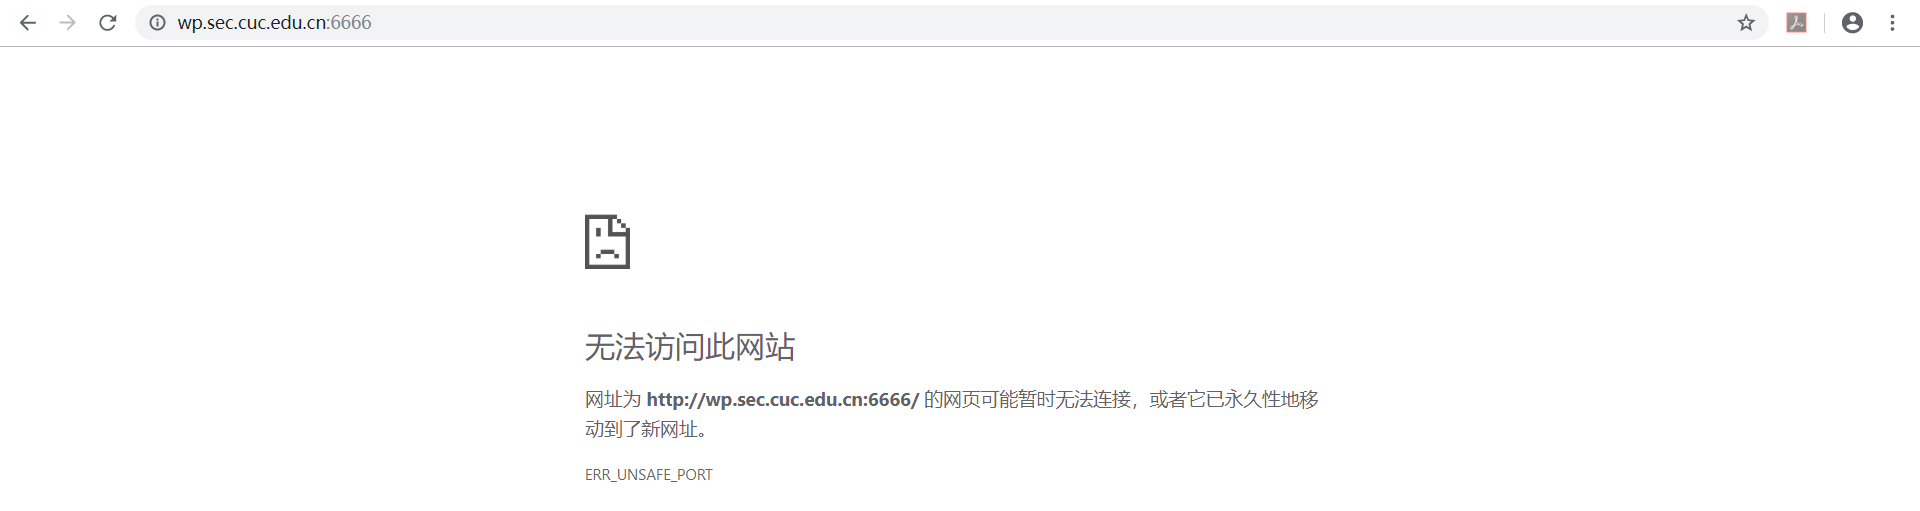 wp.sec.cuc.edu.cn:6666
无法访问此网站
网址为 http://wp.sec.cuc.edu.cn:6666/ 的网页可能暂时无法连接，或者它已永久性地移
动到了新网址。
ERR_UNSAFE_PORT